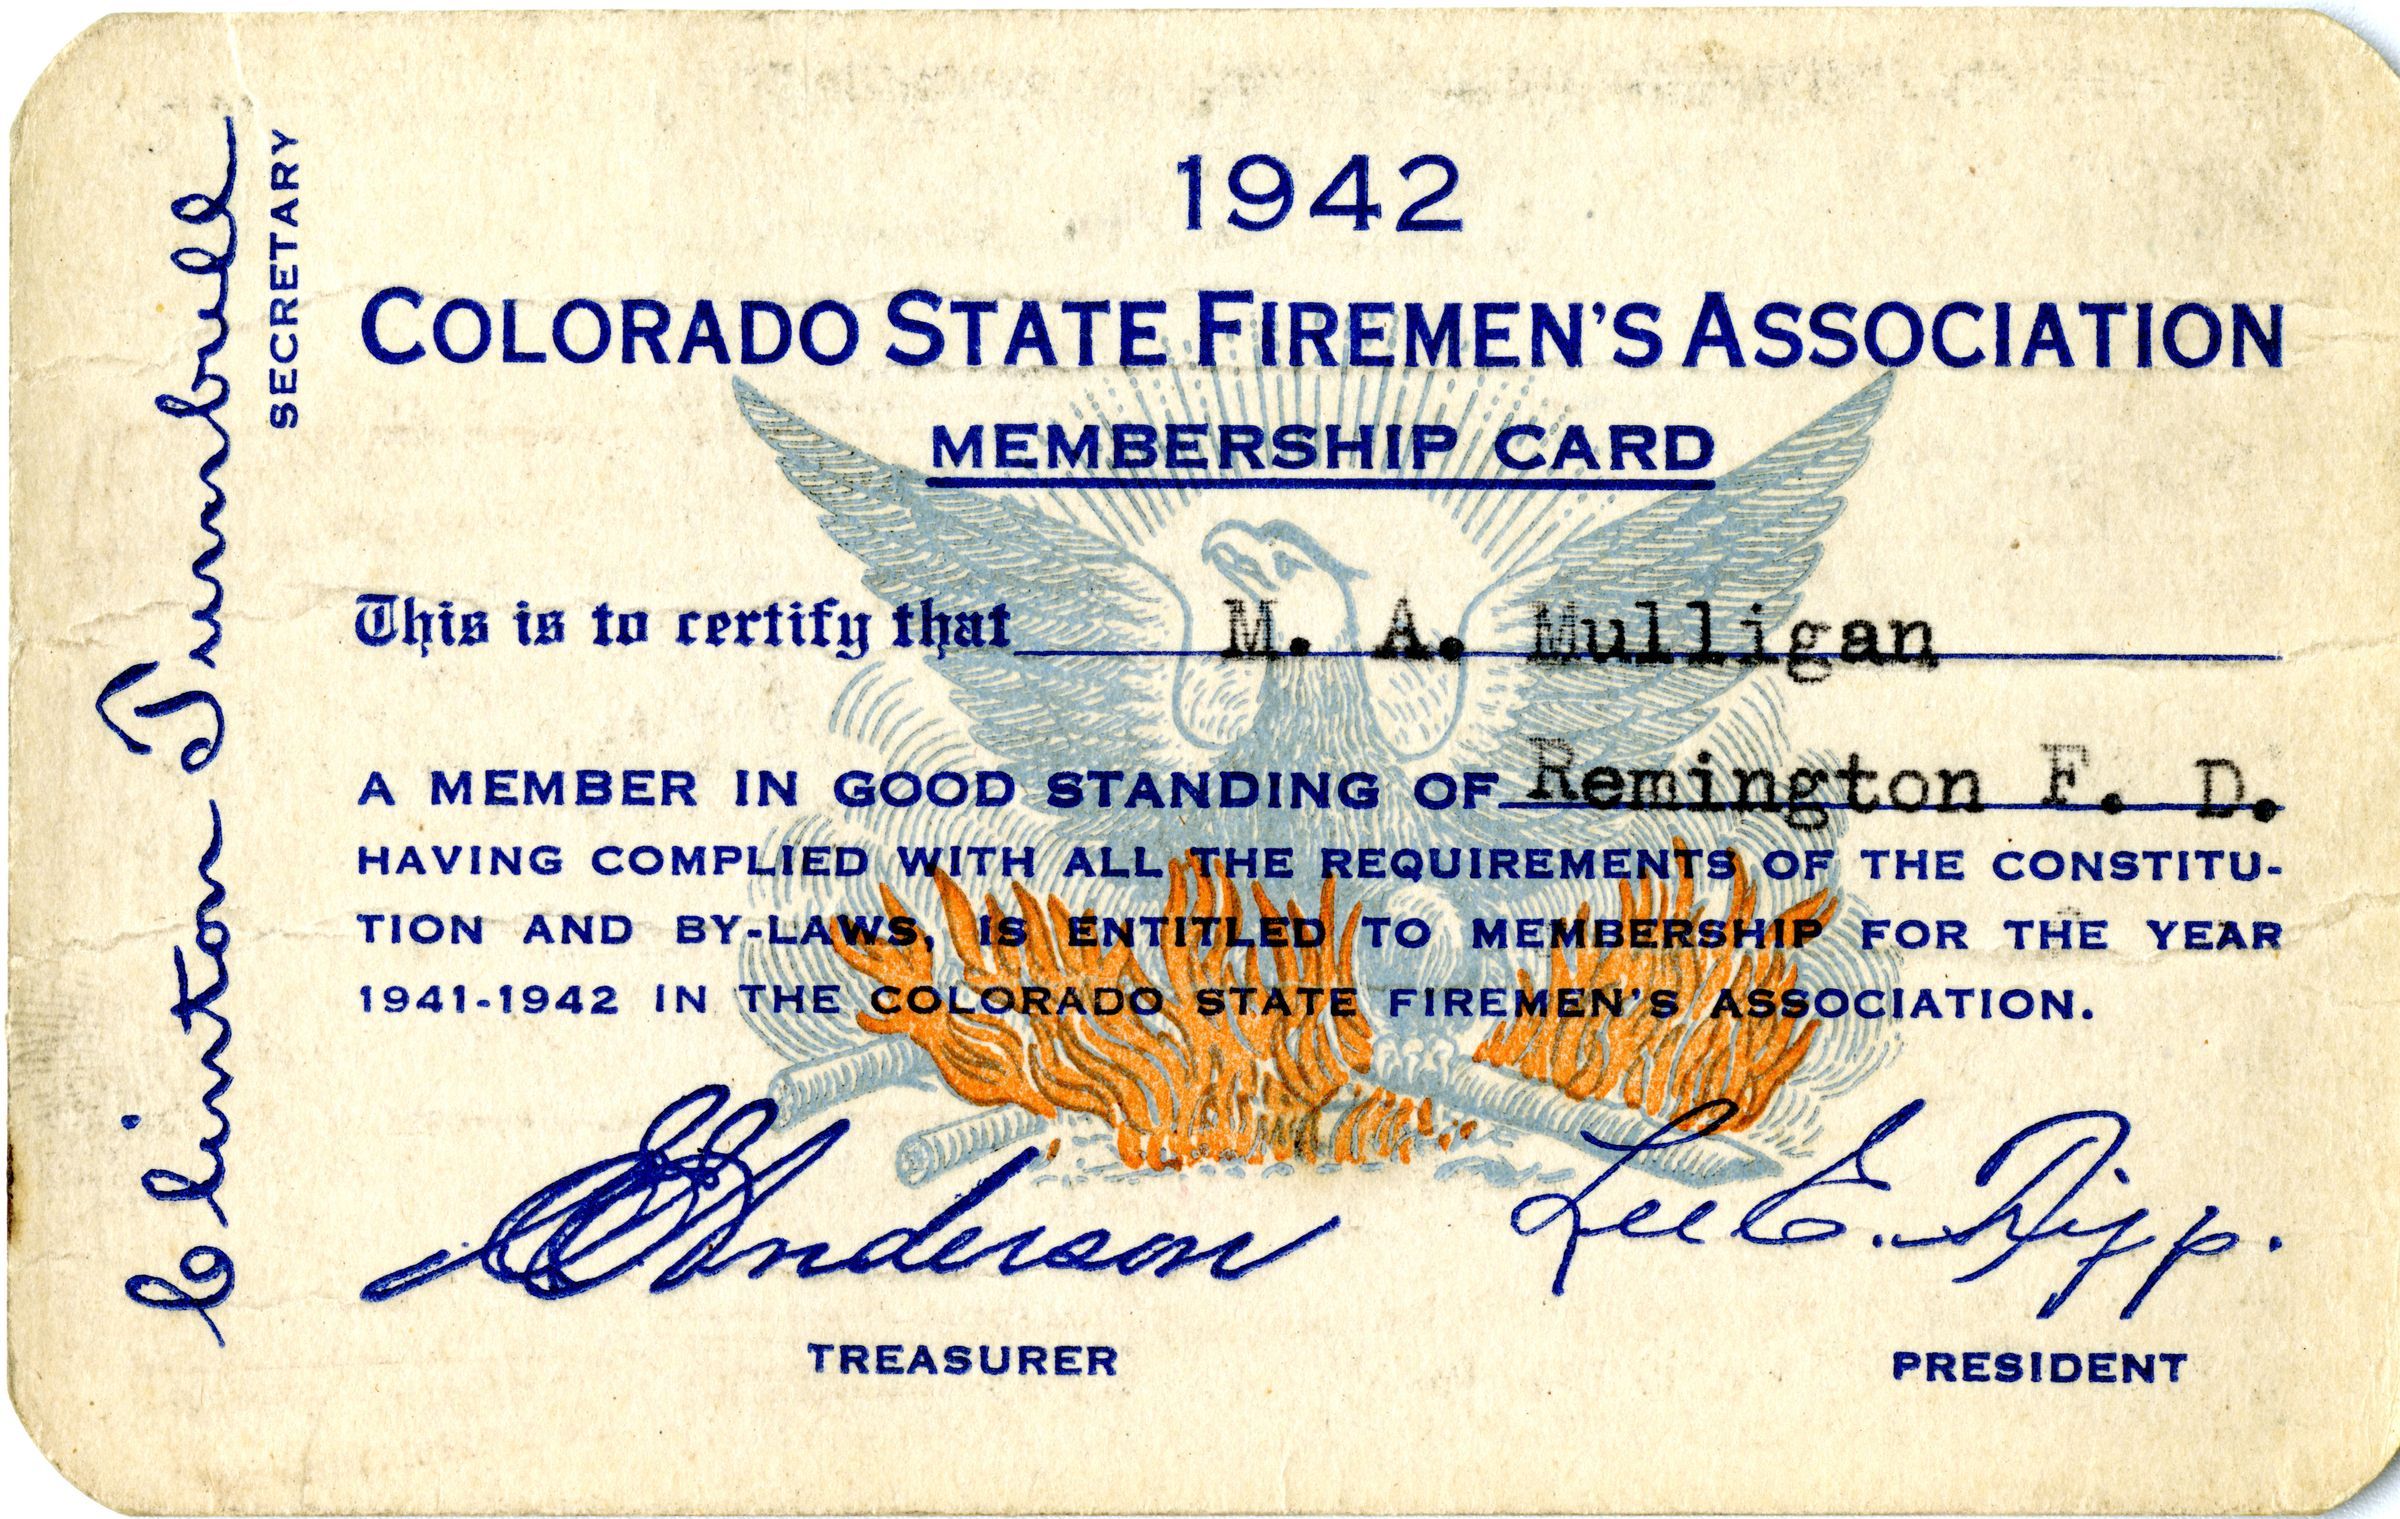 1942
COLORADO STATE FIREMEN'S ASSOCIATION
MEMBERSHIP CARD
This is to certify that M. A. Mulligan
A MEMBER IN GOOD STANDING OF Remington F. D.
HAVING COMPLIED WITH ALL THE REQUIREMENTS OF THE CONSTITU-
TION AND BY-LAWS, IS ENTITLED TO MEMBERSHIP FOR THE YEAR
1941-1942 IN THE COLORADO STATE FIREMEN'S ASSOCIATION.
Anderson
TREASURER
Lee E.
PRESIDENT
Clinton Turnbull
SECRETARY